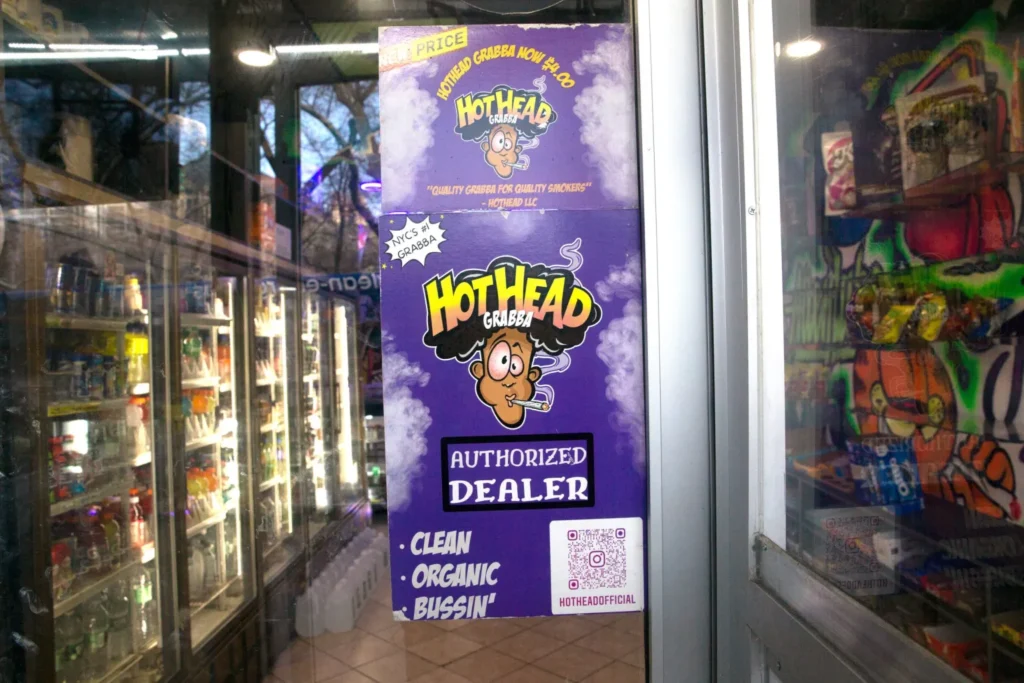 PRICE
HOTHEAD GRABBA NOW $4.00
HOTHEAD
GRABBA
"QUALITY GRABBA FOR QUALITY SMOKERS"
- HOTHEAD LLC
NYC'S #1
GRABBA
HOTHEAD
GRABBA
AUTHORIZED
DEALER
· CLEAN
· ORGANIC
· BUSSIN'
HOTHEADOFFICIAL